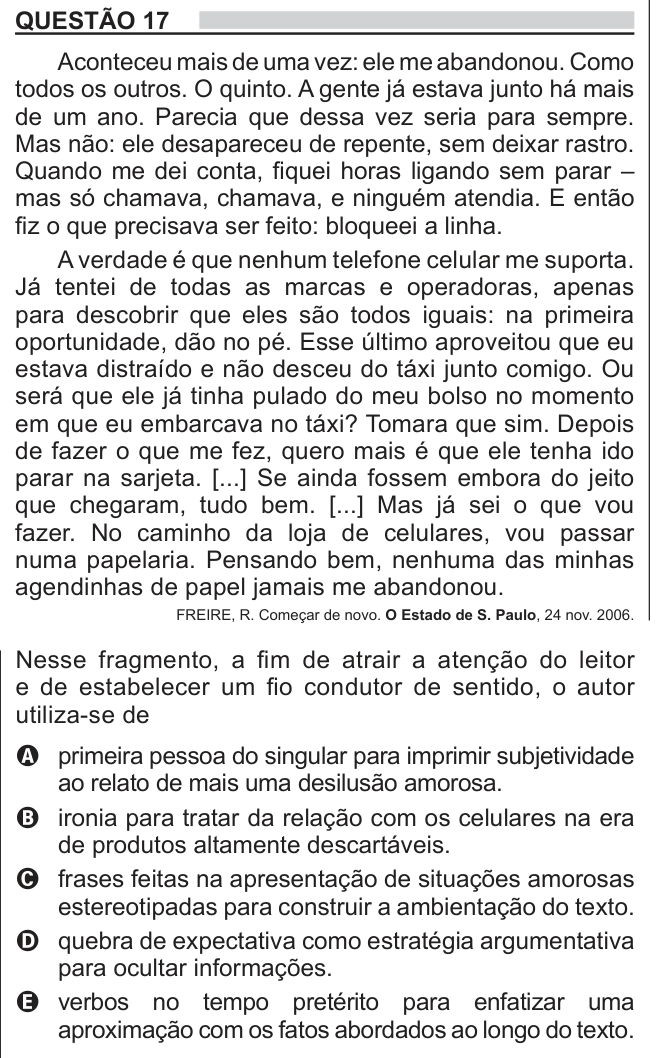 QUESTÃO 17
Aconteceu mais de uma vez: ele me abandonou. Como
todos os outros. O quinto. A gente já estava junto há mais
de um ano. Parecia que dessa vez seria para sempre.
Mas não: ele desapareceu de repente, sem deixar rastro.
Quando me dei conta, fiquei horas ligando sem parar –
mas só chamava, chamava, e ninguém atendia. E então
fiz o que precisava ser feito: bloqueei a linha.
A verdade é que nenhum telefone celular me suporta.
Já tentei de todas as marcas e operadoras, apenas
para descobrir que eles são todos iguais: na primeira
oportunidade, dão no pé. Esse último aproveitou que eu
estava distraído e não desceu do táxi junto comigo. Ou
será que ele já tinha pulado do meu bolso no momento
em que eu embarcava no táxi? Tomara que sim. Depois
de fazer o que me fez, quero mais é que ele tenha ido
parar na sarjeta. [...] Se ainda fossem embora do jeito
que chegaram, tudo bem. [...] Mas já sei o que vou
fazer. No caminho da loja de celulares, vou passar
numa papelaria. Pensando bem, nenhuma das minhas
agendinhas de papel jamais me abandonou.
FREIRE, R. Começar de novo. O Estado de S. Paulo, 24 nov. 2006.
Nesse fragmento, a fim de atrair a atenção do leitor
e de estabelecer um fio condutor de sentido, o autor
utiliza-se de
A primeira pessoa do singular para imprimir subjetividade
ao relato de mais uma desilusão amorosa.
B ironia para tratar da relação com os celulares na era
de produtos altamente descartáveis.
C frases feitas na apresentação de situações amorosas
estereotipadas para construir a ambientação do texto.
D quebra de expectativa como estratégia argumentativa
para ocultar informações.
E verbos no tempo pretérito para enfatizar uma
aproximação com os fatos abordados ao longo do texto.